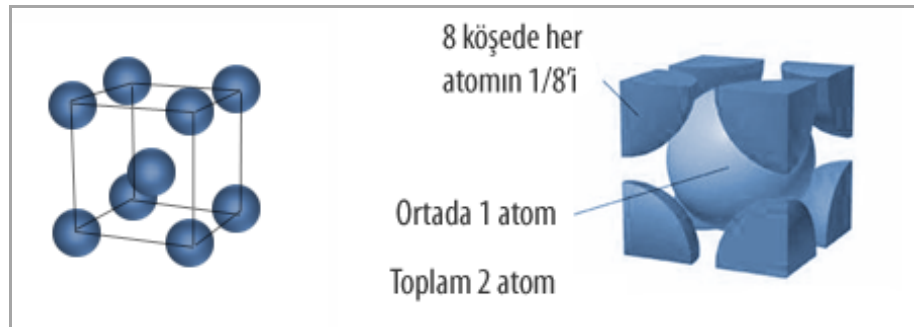 8 köşede her
atomın 1/8’i
Ortada 1 atom
Toplam 2 atom